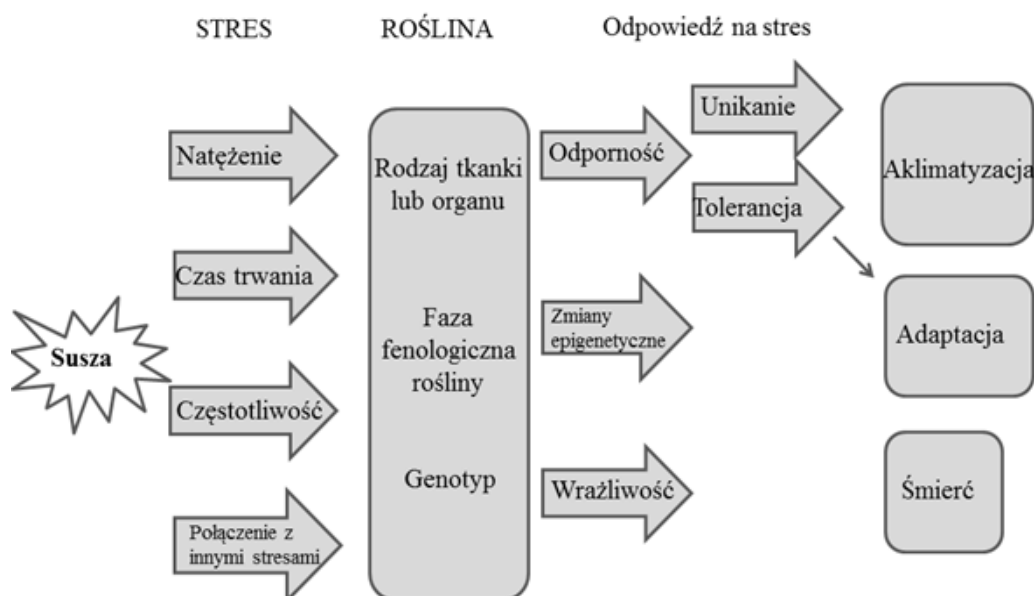 STRES
ROŚLINA
Odpowiedź na stres
Susza
Natężenie
Czas trwania
Częstotliwość
Połączenie z
innymi stresami
Rodzaj tkanki
lub organu
Faza
fenologiczna
rośliny
Genotyp
Odporność
Zmiany
epigenetyczne
Wrażliwość
Unikanie
Tolerancja
Aklimatyzacja
Adaptacja
Śmierć